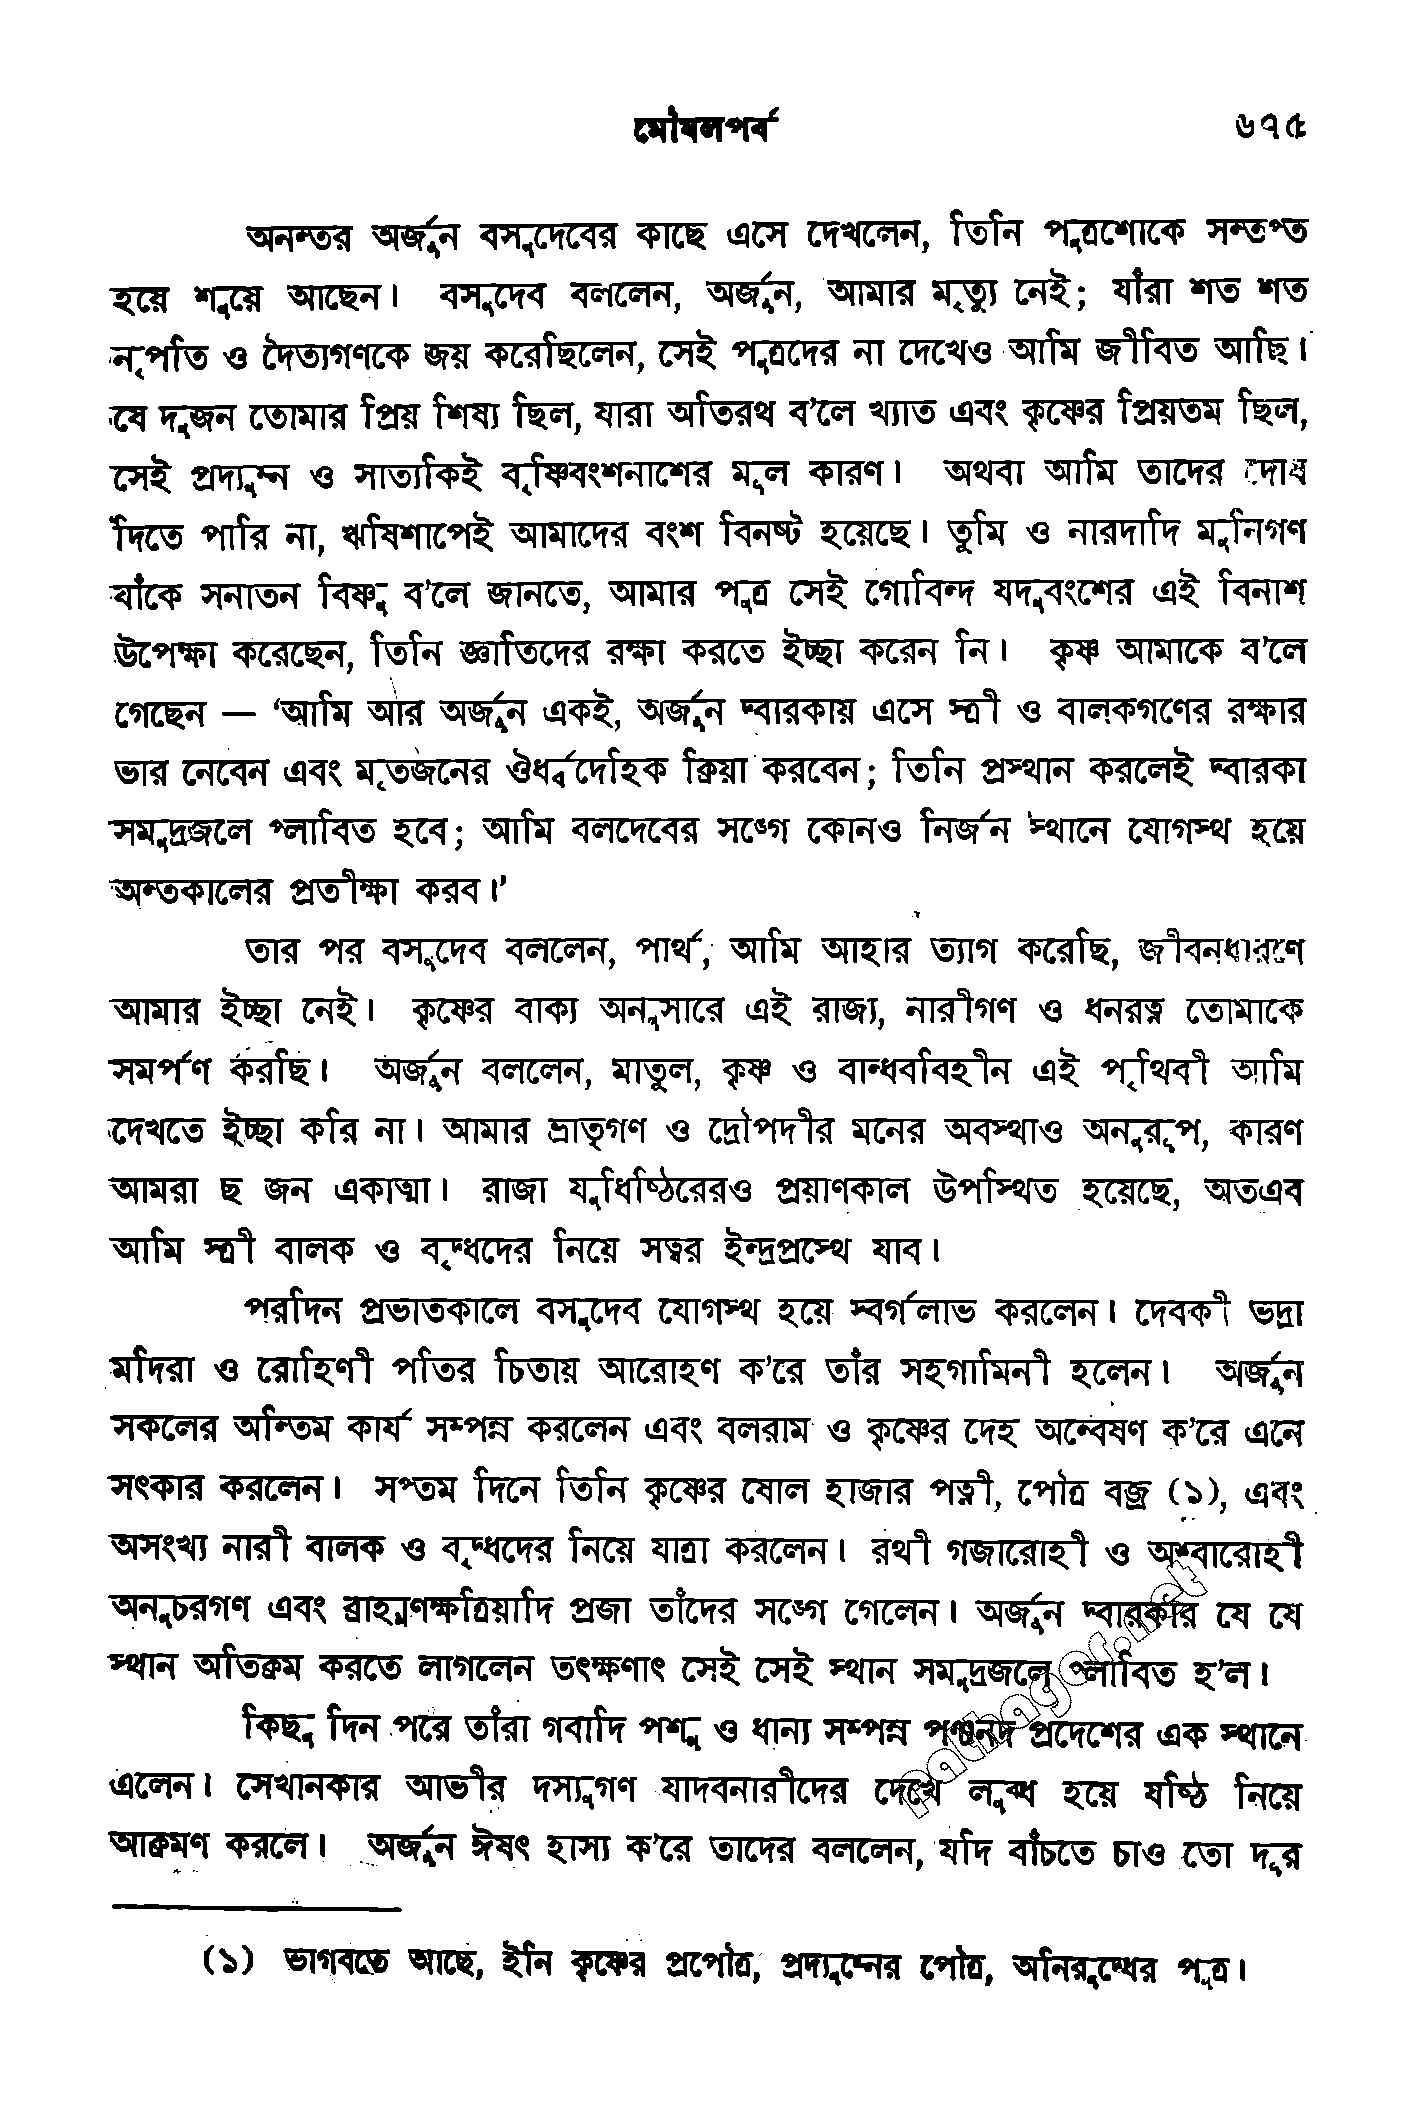 মৌষলপর্ব ৬৭৫
অনন্তর অর্জুন বসুদেবের কাছে এসে দেখলেন, তিনি পুত্রশোকে সন্তপ্ত
হয়ে শুয়ে আছেন। বসুদেব বললেন, অর্জুন, আমার মৃত্যু নেই; যাঁরা শত শত
নৃপতি ও দৈত্যগণকে জয় করেছিলেন, সেই পুত্রদের না দেখেও আমি জীবিত আছি।
যে দুজন তোমার প্রিয় শিষ্য ছিল, যারা অতিরথ ব’লে খ্যাত এবং কৃষ্ণের প্রিয়তম ছিল,
সেই প্রদ্যুম্ন ও সাত্যকিই বৃষ্ণিবংশনাশের মূল কারণ। অথবা আমি তাদের দোষ
দিতে পারি না, ঋষিশাপেই আমাদের বংশ বিনষ্ট হয়েছে। তুমি ও নারদাদি মুনিগণ
যাঁকে সনাতন বিষ্ণু ব’লে জানতে, আমার পুত্র সেই গোবিন্দ যদুবংশের এই বিনাশ
উপেক্ষা করেছেন, তিনি জ্ঞাতিদের রক্ষা করতে ইচ্ছা করেন নি। কৃষ্ণ আমাকে ব’লে
গেছেন — ‘আমি আর অর্জুন একই, অর্জুন দ্বারকায় এসে স্ত্রী ও বালকগণের রক্ষার
ভার নেবেন এবং মৃতজনের ঔর্ধ্বদেহিক ক্রিয়া করবেন; তিনি প্রস্থান করলেই দ্বারকা
সমুদ্রজলে প্লাবিত হবে; আমি বলদেবের সঙ্গে কোনও নির্জন স্থানে যোগস্থ হয়ে
অন্তকালের প্রতীক্ষা করব।’
তার পর বসুদেব বললেন, পার্থ, আমি আহার ত্যাগ করেছি, জীবনধারণে
আমার ইচ্ছা নেই। কৃষ্ণের বাক্য অনুসারে এই রাজ্য, নারীগণ ও ধনরত্ন তোমাকে
সমর্পণ করছি। অর্জুন বললেন, মাতুল, কৃষ্ণ ও বান্ধববিহীন এই পৃথিবী আমি
দেখতে ইচ্ছা করি না। আমার ভ্রাতৃগণ ও দ্রৌপদীর মনের অবস্থাও অনুরূপ, কারণ
আমরা ছ জন একাত্মা। রাজা যুধিষ্ঠিরেরও প্রয়াণকাল উপস্থিত হয়েছে, অতএব
আমি স্ত্রী বালক ও বৃদ্ধদের নিয়ে সত্বর ইন্দ্রপ্রস্থে যাব।
পরদিন প্রভাতকালে বসুদেব যোগস্থ হয়ে স্বর্গলাভ করলেন। দেবকী ভদ্রা
মদিরা ও রোহিণী পতির চিতায় আরোহণ ক’রে তাঁর সহগামিনী হলেন। অর্জুন
সকলের অন্তিম কার্য সম্পন্ন করলেন এবং বলরাম ও কৃষ্ণের দেহ অন্বেষণ ক’রে এনে
সৎকার করলেন। সপ্তম দিনে তিনি কৃষ্ণের ষোল হাজার পত্নী, পৌত্র বজ্র (১), এবং
অসংখ্য নারী বালক ও বৃদ্ধদের নিয়ে যাত্রা করলেন। রথী গজারোহী ও অশ্বারোহী
অনুচরগণ এবং ব্রাহ্মণক্ষত্রিয়াদি প্রজা তাঁদের সঙ্গে গেলেন। অর্জুন দ্বারকার যে যে
স্থান অতিক্রম করতে লাগলেন তৎক্ষণাৎ সেই সেই স্থান সমুদ্রজলে প্লাবিত হ’ল।
কিছু দিন পরে তাঁরা গবাদি পশু ও ধান্য সম্পন্ন পঞ্চনদ প্রদেশের এক স্থানে
এলেন। সেখানকার আভীর দস্যুগণ যাদবনারীদের দেখে লুব্ধ হয়ে যষ্ঠি নিয়ে
আক্রমণ করলে। অর্জুন ঈষৎ হাস্য ক’রে তাদের বললেন, যদি বাঁচতে চাও তো দূর
(১) ভাগবতে আছে, ইনি কৃষ্ণের প্রপৌত্র, প্রদ্যুম্নের পৌত্র, অনিরুদ্ধের পুত্র।
pathagar.net